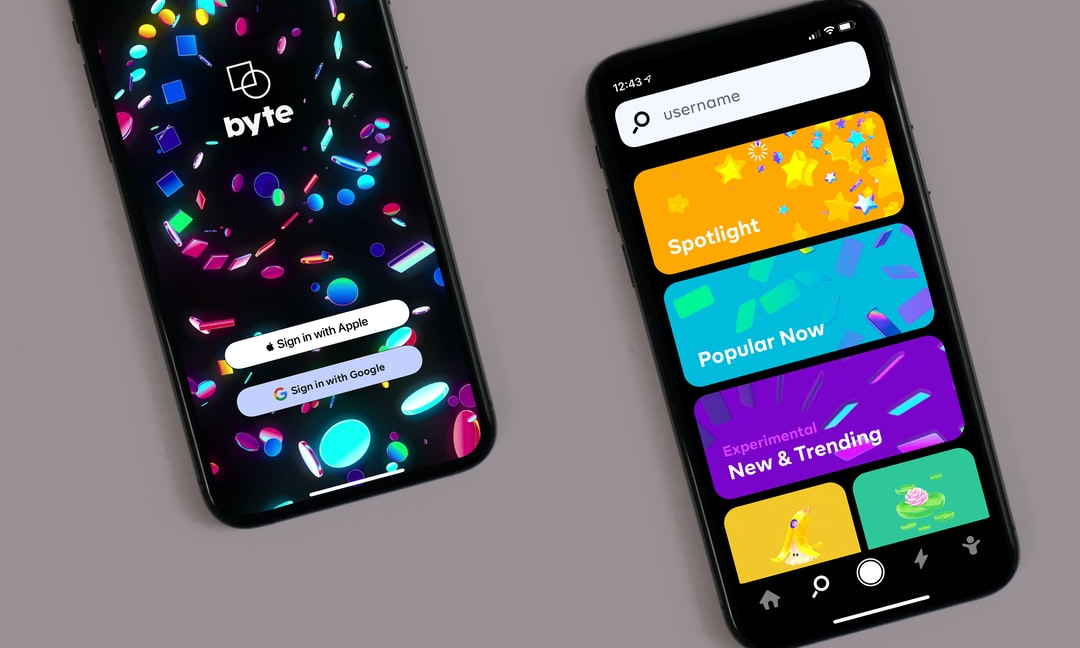 byte
Sign in with Apple
Sign in with Google
12:43
username
Spotlight
Popular Now
Experimental
New & Trending